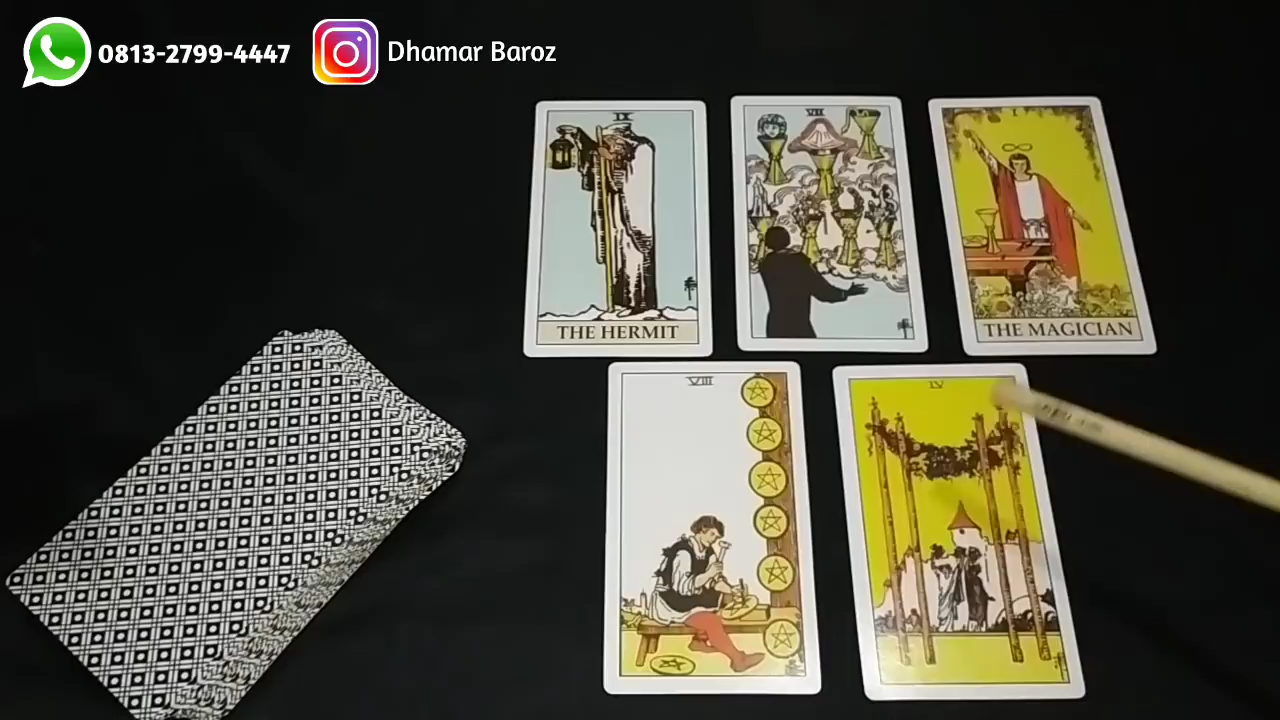 0813-2799-4447
Dhamar Baroz
IX
VII
I
THE HERMIT
THE MAGICIAN
VIII
IV